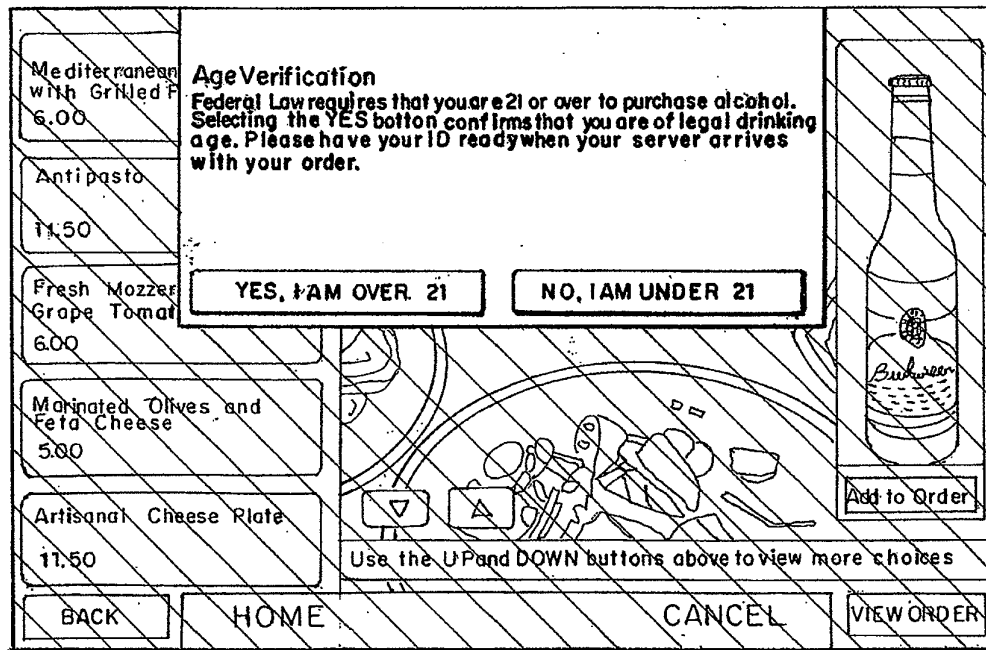 Mediterranean
with Grilled F
6.00
Antipasto
11.50
Fresh Mozzer
Grape Tomat
6.00
Marinated Olives and
Feta Cheese
5.00
Artisanal Cheese Plate
11.50
Age Verification
Federal Law requires that you are 21 or over to purchase alcohol.
Selecting the YES botton confirms that you are of legal drinking
age. Please have your ID ready when your server arrives
with your order.
YES, I AM OVER 21
NO, I AM UNDER 21
Add to Order
Use the UP and DOWN buttons above to view more choices
BACK
HOME
CANCEL
VIEW ORDER